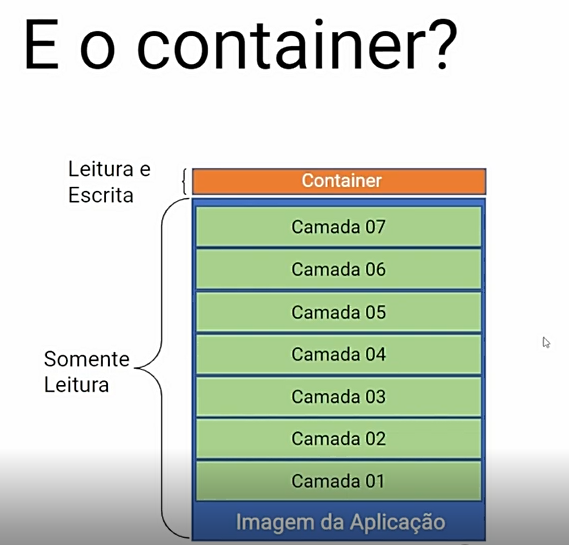 E o container?
Leitura e
Escrita
Container
Camada 07
Camada 06
Camada 05
Camada 04
Somente
Leitura
Camada 03
Camada 02
Camada 01
Imagem da Aplicação